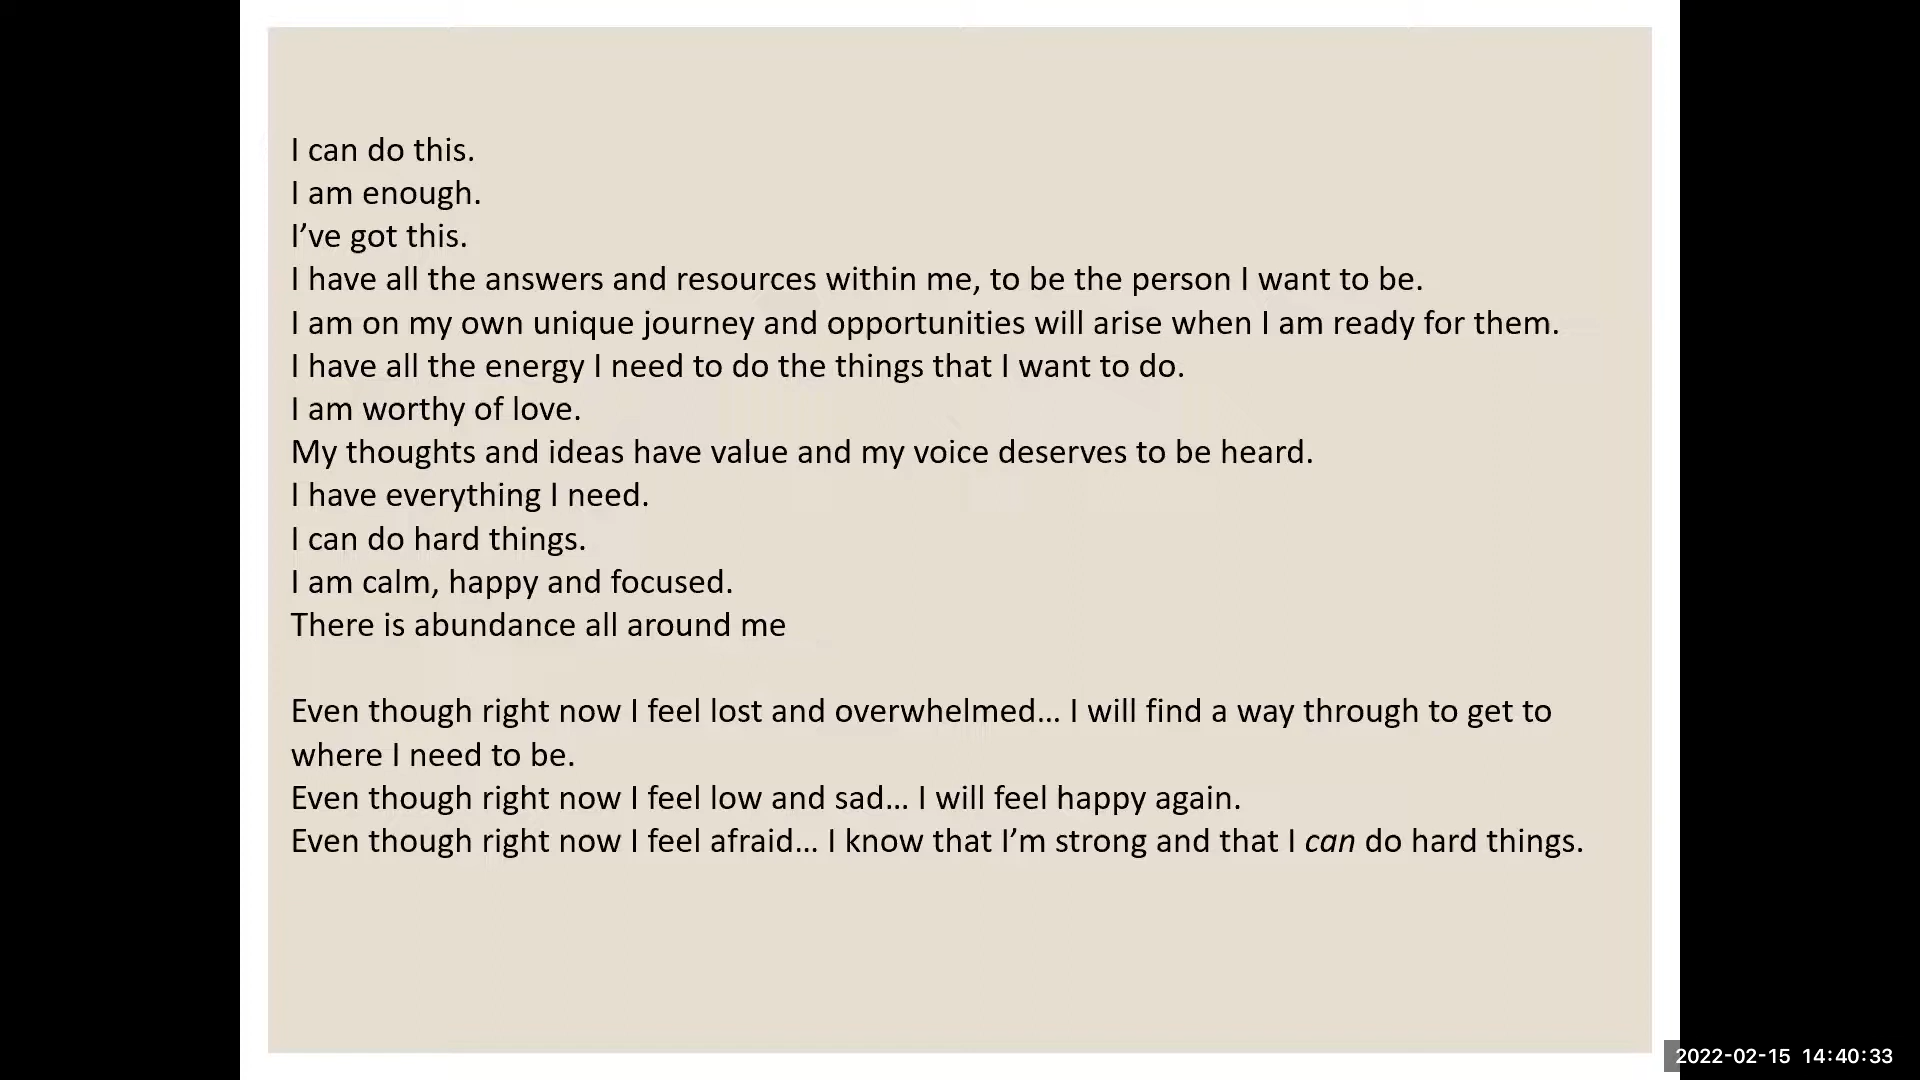 I can do this.
I am enough.
I’ve got this.
I have all the answers and resources within me, to be the person I want to be.
I am on my own unique journey and opportunities will arise when I am ready for them.
I have all the energy I need to do the things that I want to do.
I am worthy of love.
My thoughts and ideas have value and my voice deserves to be heard.
I have everything I need.
I can do hard things.
I am calm, happy and focused.
There is abundance all around me
Even though right now I feel lost and overwhelmed… I will find a way through to get to
where I need to be.
Even though right now I feel low and sad… I will feel happy again.
Even though right now I feel afraid… I know that I’m strong and that I can do hard things.
2022-02-15 14:40:33